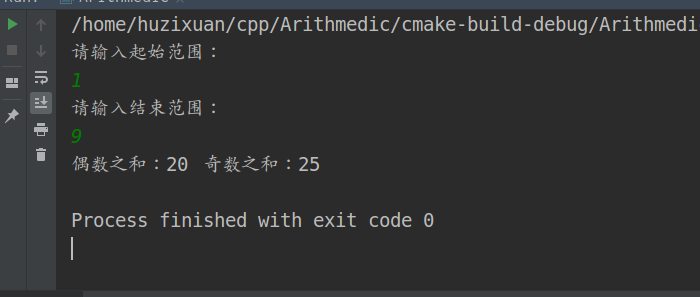 /home/huzixuan/cpp/Arithmedic/cmake-build-debug/Arithmedic
请输入起始范围：
1
请输入结束范围：
9
偶数之和：20 奇数之和：25
Process finished with exit code 0